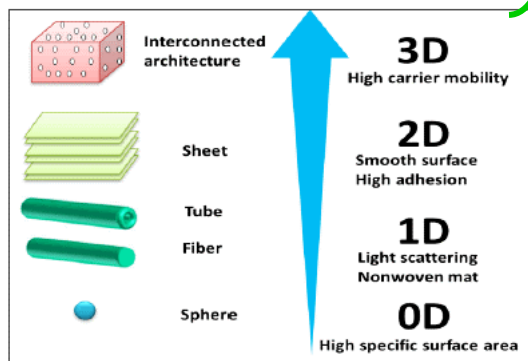 Interconnected
architecture
3D
High carrier mobility
Sheet
2D
Smooth surface
High adhesion
Tube
Fiber
1D
Light scattering
Nonwoven mat
Sphere
0D
High specific surface area